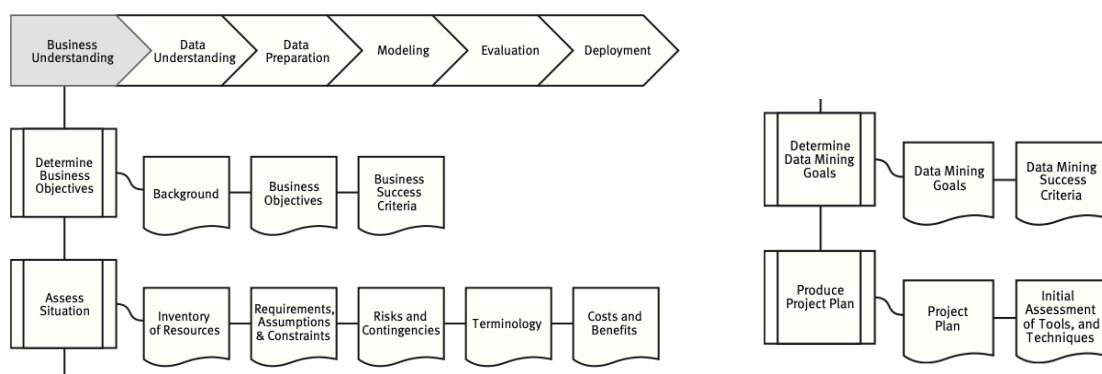 Business
Understanding
Data
Understanding
Data
Preparation
Modeling
Evaluation
Deployment
Determine
Business
Objectives
Background
Business
Objectives
Business
Success
Criteria
Assess
Situation
Inventory
of Resources
Requirements,
Assumptions
& Constraints
Risks and
Contingencies
Terminology
Costs and
Benefits
Determine
Data Mining
Goals
Data Mining
Goals
Data Mining
Success
Criteria
Produce
Project Plan
Project
Plan
Initial
Assessment
of Tools, and
Techniques